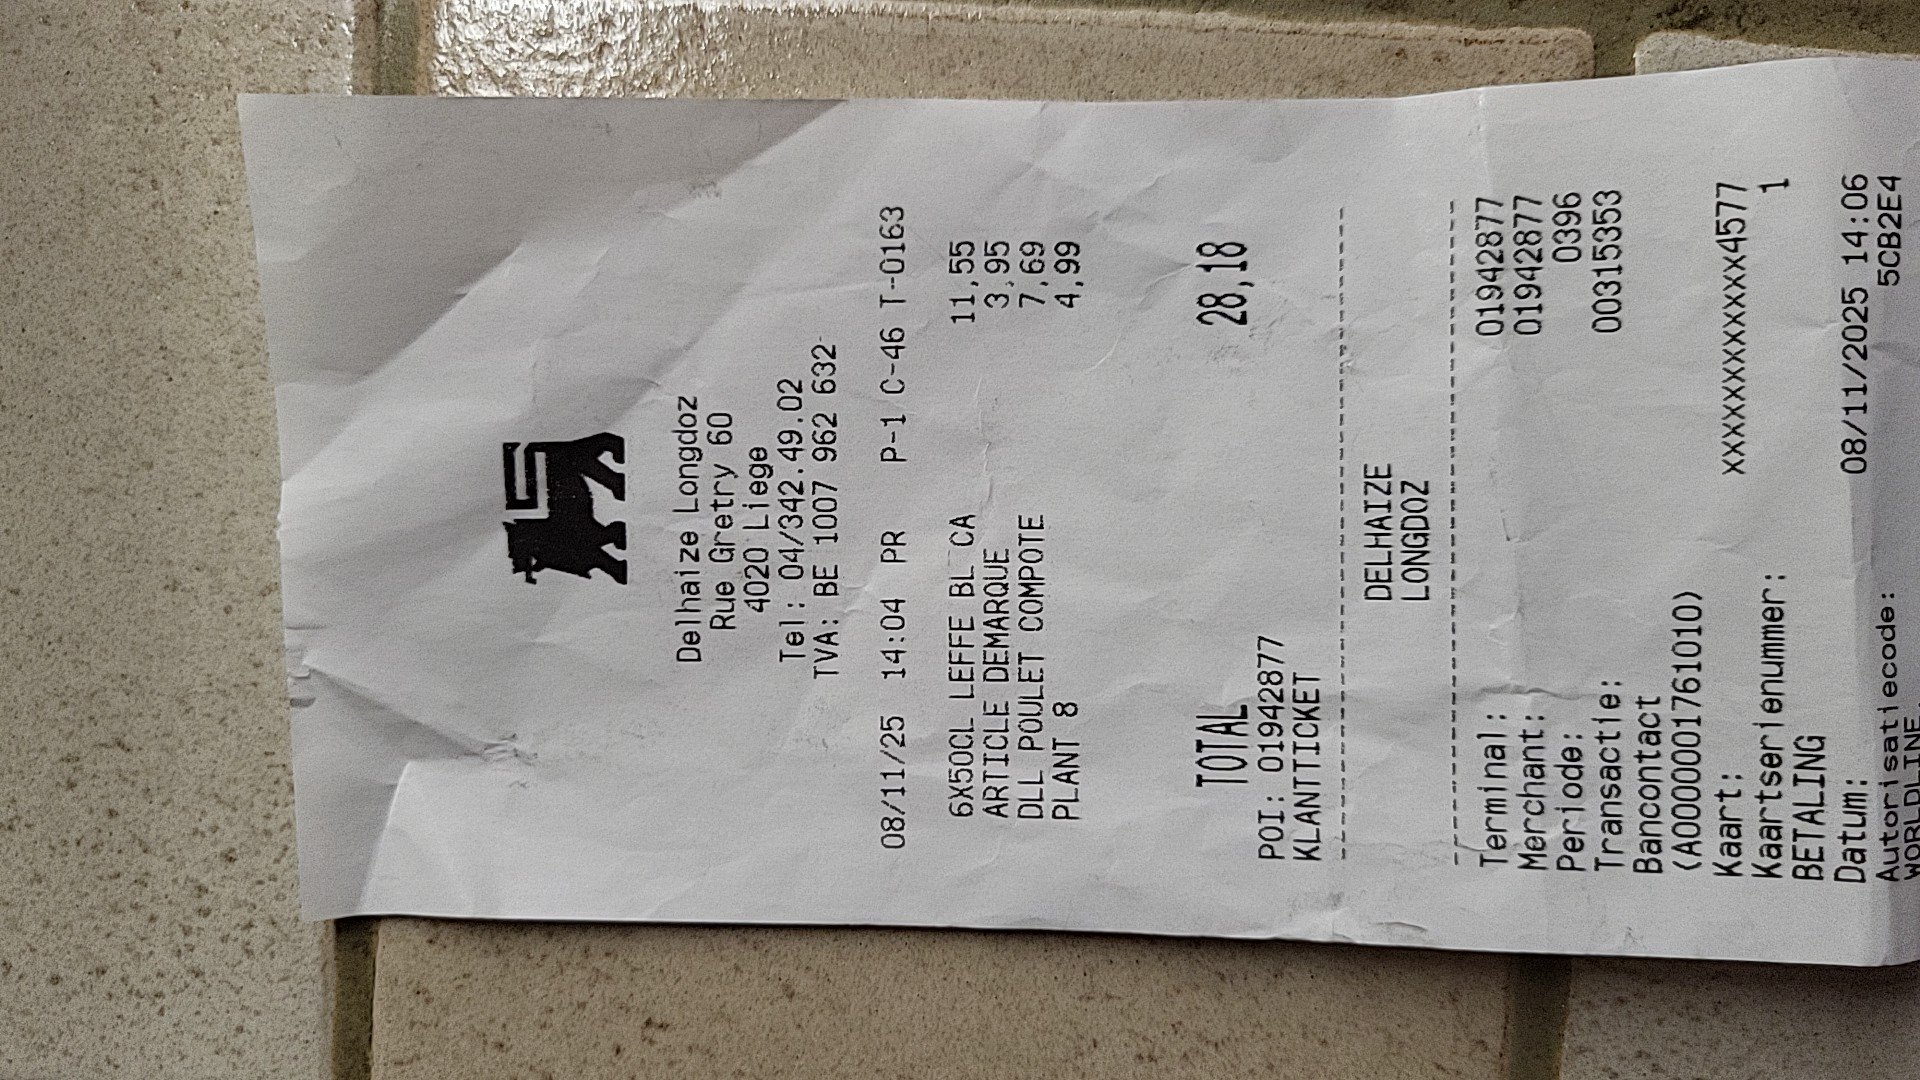 Delhaize Longdoz
Rue Gretry 60
4020 Liege
Tel: 04/342.49.02
TVA: BE 1007 962 632
08/11/25 14:04 PR P-1 C-46 T-0163
6X50CL LEFFE BL CA 11,55
ARTICLE DEMARQUE 3,95
DLL POULET COMPOTE 7,69
PLANT 8 4,99
TOTAL 28,18
POI: 01942877
KLANTTICKET
DELHAIZE
LONGDOZ
Terminal: 01942877
Merchant: 01942877
Periode: 0396
Transactie: 00315353
Bancontact
(A0000001761010)
Kaart: xxxxxxxxxxxxx4577
Kaartserienummer: 1
BETALING
Datum: 08/11/2025 14:06
Autorisatiecode: 5CB2E4
WORLDLINE